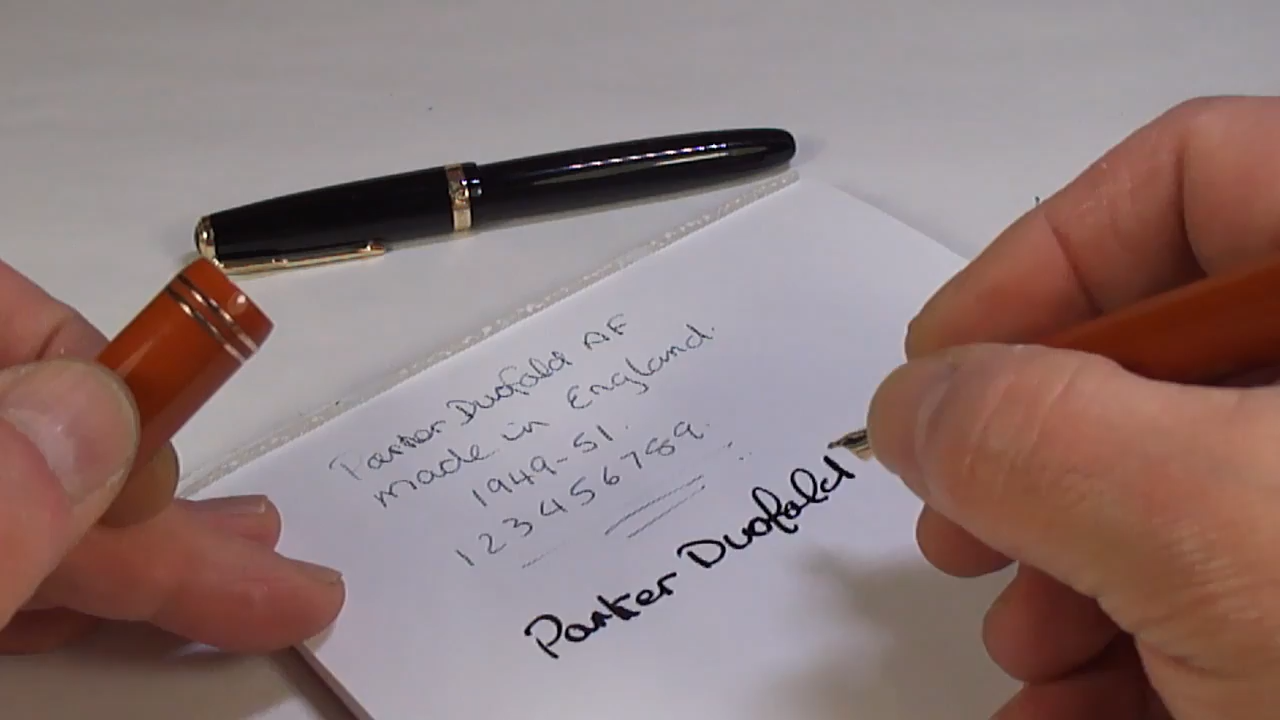 Parker Duofold AF
made in England.
1949-51.
123456789.
Parker Duofold